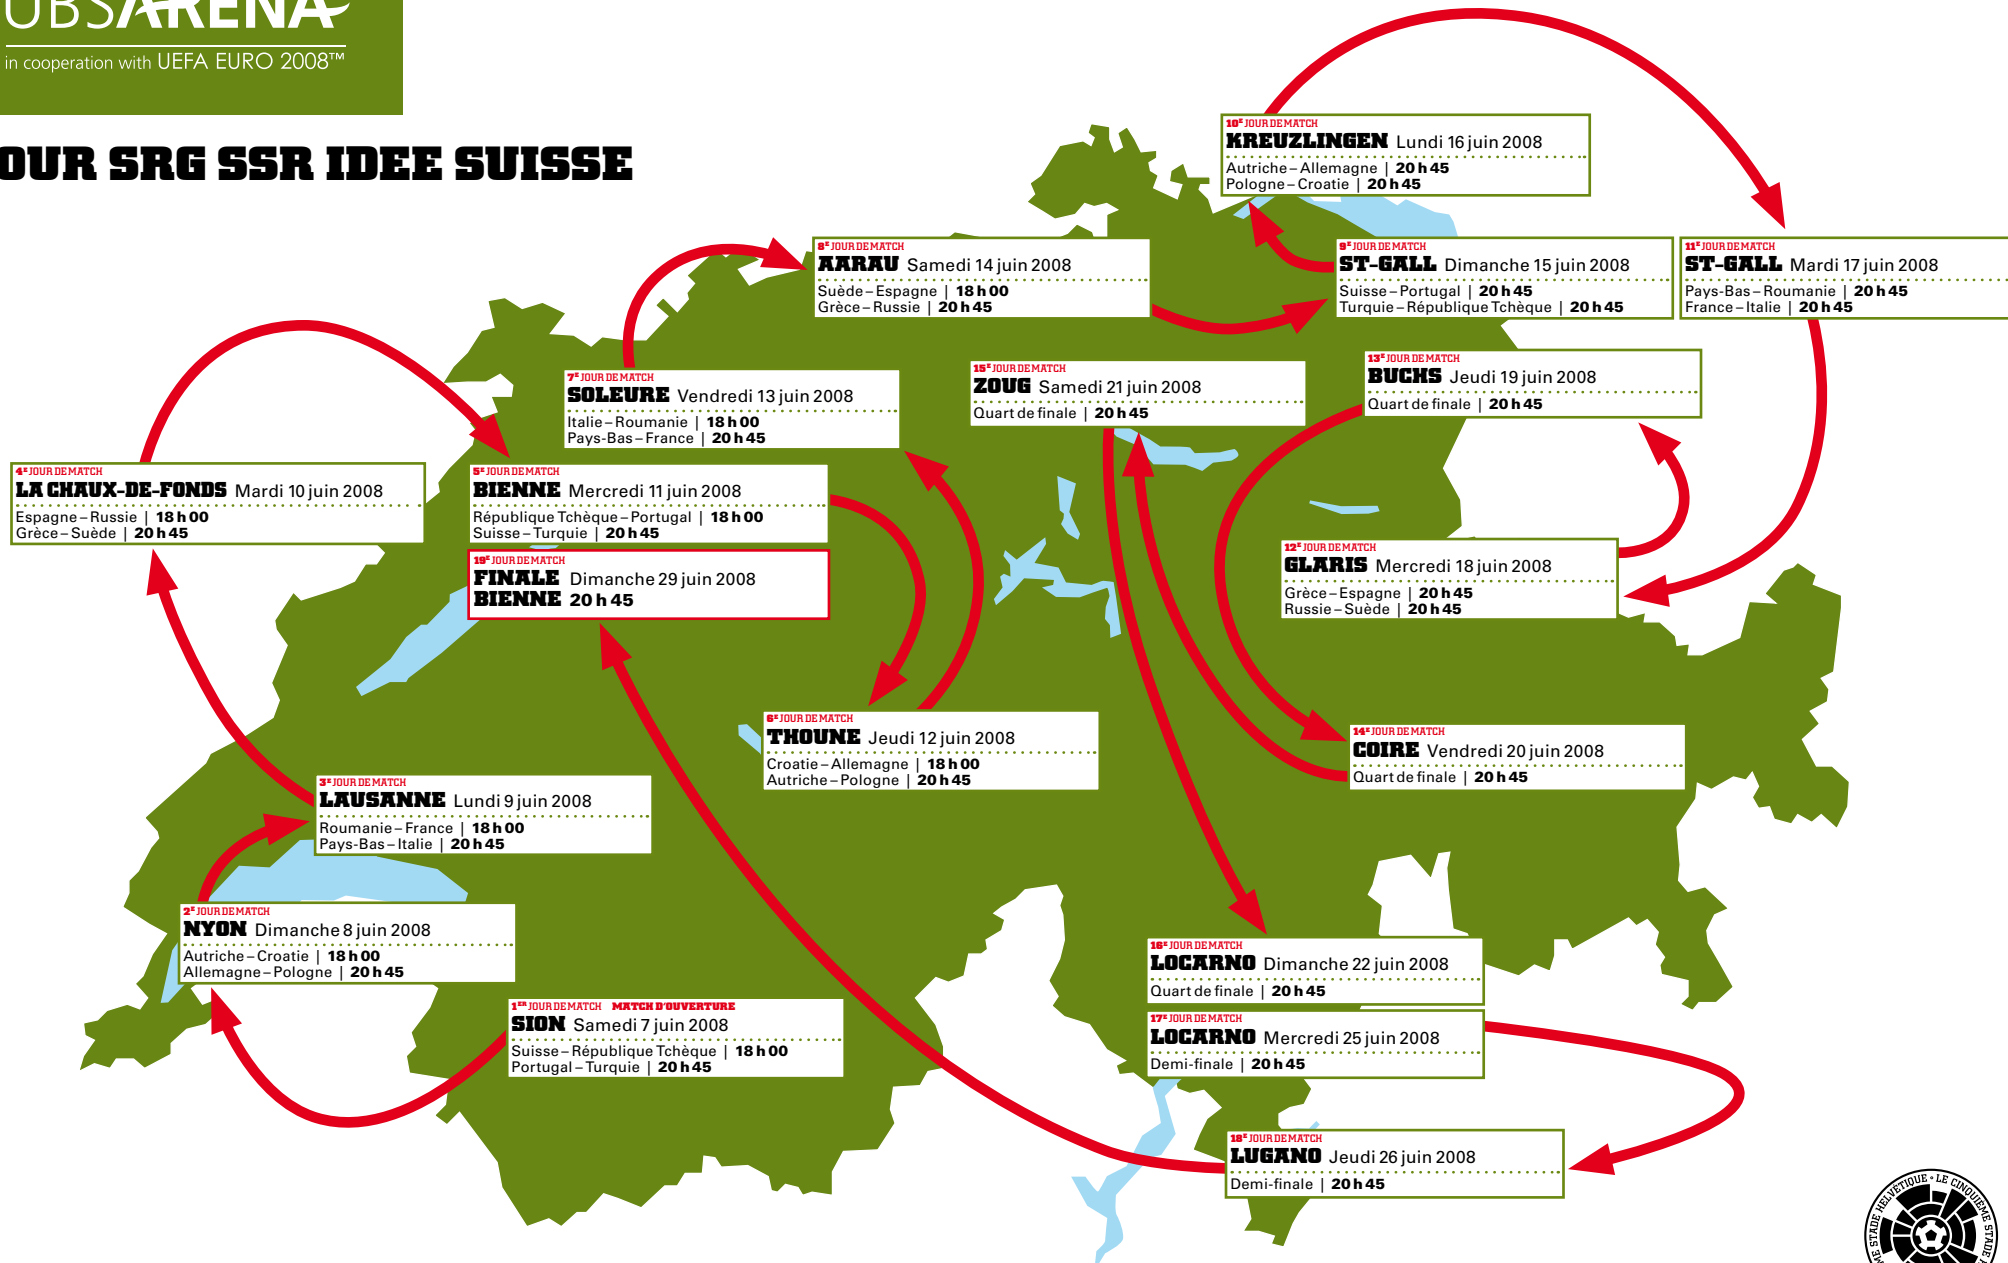 UBS ARENA
in cooperation with UEFA EURO 2008™
OUR SRG SSR IDEE SUISSE
10E JOUR DE MATCH
KREUZLINGEN Lundi 16 juin 2008
Autriche – Allemagne | 20 h 45
Pologne – Croatie | 20 h 45
8E JOUR DE MATCH
AARAU Samedi 14 juin 2008
Suède – Espagne | 18 h 00
Grèce – Russie | 20 h 45
9E JOUR DE MATCH
ST-GALL Dimanche 15 juin 2008
Suisse – Portugal | 20 h 45
Turquie – République Tchèque | 20 h 45
11E JOUR DE MATCH
ST-GALL Mardi 17 juin 2008
Pays-Bas – Roumanie | 20 h 45
France – Italie | 20 h 45
7E JOUR DE MATCH
SOLEURE Vendredi 13 juin 2008
Italie – Roumanie | 18 h 00
Pays-Bas – France | 20 h 45
15E JOUR DE MATCH
ZOUG Samedi 21 juin 2008
Quart de finale | 20 h 45
13E JOUR DE MATCH
BUCHS Jeudi 19 juin 2008
Quart de finale | 20 h 45
4E JOUR DE MATCH
LA CHAUX-DE-FONDS Mardi 10 juin 2008
Espagne – Russie | 18 h 00
Grèce – Suède | 20 h 45
5E JOUR DE MATCH
BIENNE Mercredi 11 juin 2008
République Tchèque – Portugal | 18 h 00
Suisse – Turquie | 20 h 45
19E JOUR DE MATCH
FINALE Dimanche 29 juin 2008
BIENNE 20 h 45
12E JOUR DE MATCH
GLARIS Mercredi 18 juin 2008
Grèce – Espagne | 20 h 45
Russie – Suède | 20 h 45
6E JOUR DE MATCH
THOUNE Jeudi 12 juin 2008
Croatie – Allemagne | 18 h 00
Autriche – Pologne | 20 h 45
14E JOUR DE MATCH
COIRE Vendredi 20 juin 2008
Quart de finale | 20 h 45
3E JOUR DE MATCH
LAUSANNE Lundi 9 juin 2008
Roumanie – France | 18 h 00
Pays-Bas – Italie | 20 h 45
2E JOUR DE MATCH
NYON Dimanche 8 juin 2008
Autriche – Croatie | 18 h 00
Allemagne – Pologne | 20 h 45
1ER JOUR DE MATCH MATCH D'OUVERTURE
SION Samedi 7 juin 2008
Suisse – République Tchèque | 18 h 00
Portugal – Turquie | 20 h 45
16E JOUR DE MATCH
LOCARNO Dimanche 22 juin 2008
Quart de finale | 20 h 45
17E JOUR DE MATCH
LOCARNO Mercredi 25 juin 2008
Demi-finale | 20 h 45
18E JOUR DE MATCH
LUGANO Jeudi 26 juin 2008
Demi-finale | 20 h 45
STADE HELVÉTIQUE • LE CINQUIÈME STADE